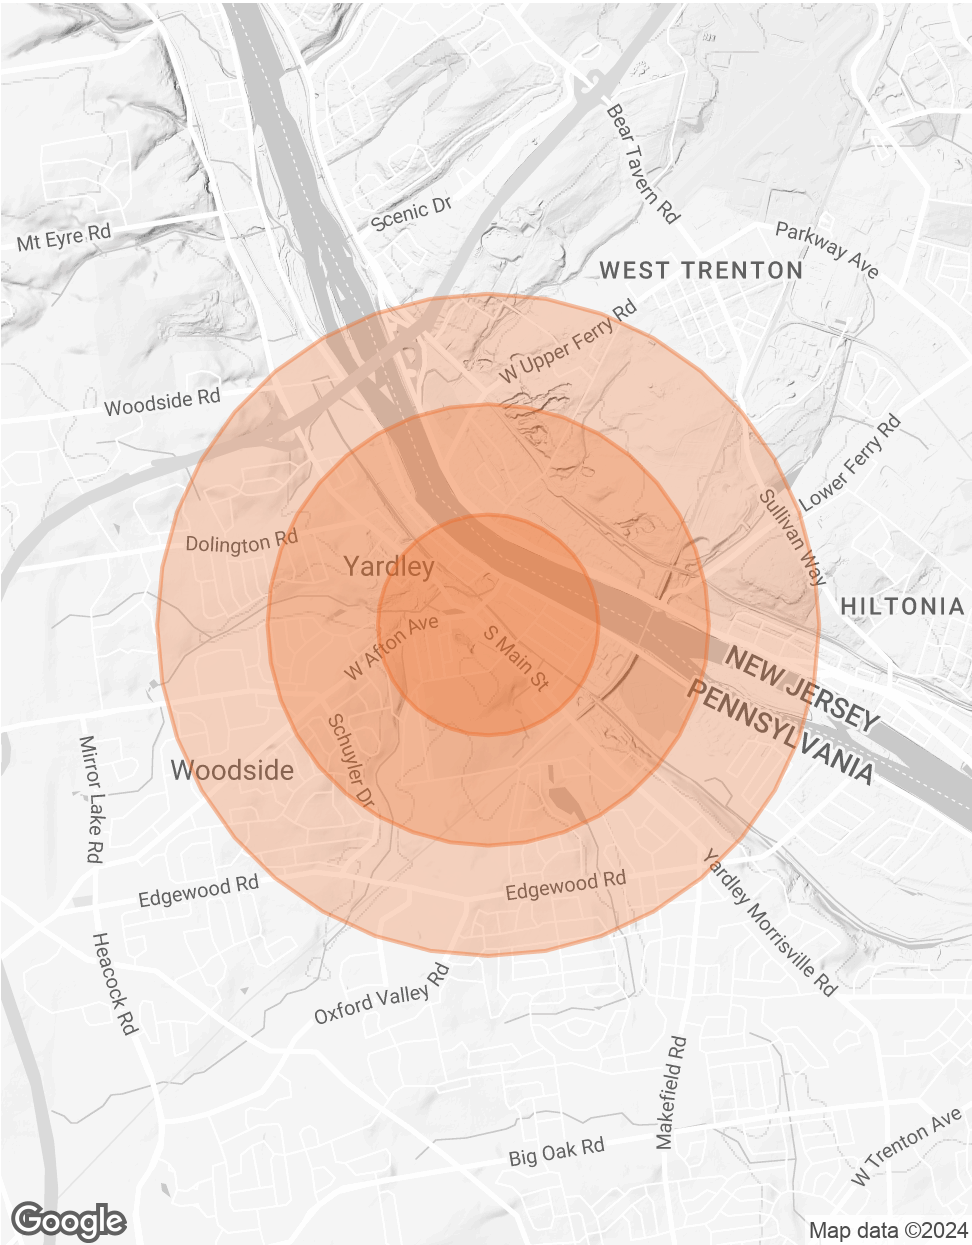 Bear Tavern Rd
Scenic Dr
Mt Eyre Rd
Parkway Ave
WEST TRENTON
W Upper Ferry Rd
Woodside Rd
Lower Ferry Rd
Sullivan Way
Dolington Rd
Yardley
HILTONIA
W Afton Ave
S Main St
NEW JERSEY
PENNSYLVANIA
Schuyler Dr
Woodside
Mirror Lake Rd
Edgewood Rd
Edgewood Rd
Yardley Morrisville Rd
Heacock Rd
Oxford Valley Rd
Makefield Rd
Big Oak Rd
W Trenton Ave
Google
Map data ©2024